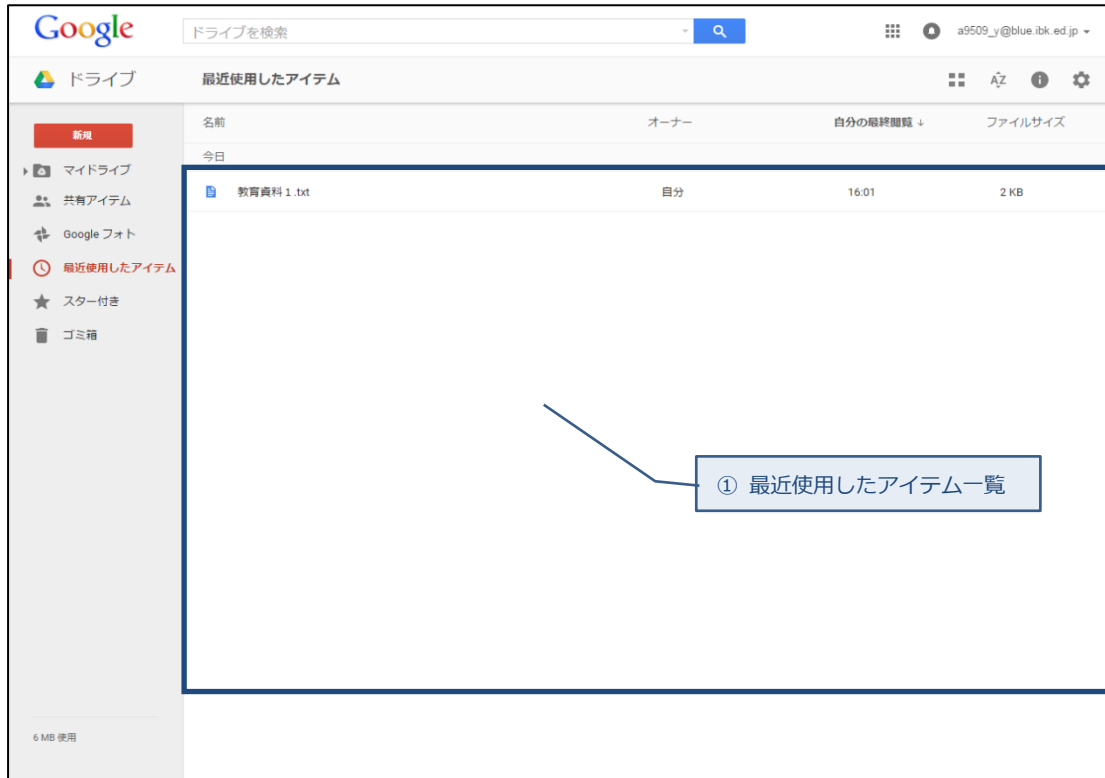 Google
ドライブを検索
a9509_y@blue.ibk.ed.jp
ドライブ
最近使用したアイテム
AZ
新規
マイドライブ
共有アイテム
Google フォト
最近使用したアイテム
スター付き
ゴミ箱
6 MB 使用
名前 オーナー 自分の最終閲覧 ↓ ファイルサイズ
今日
教育資料１.txt 自分 16:01 2 KB
① 最近使用したアイテム一覧